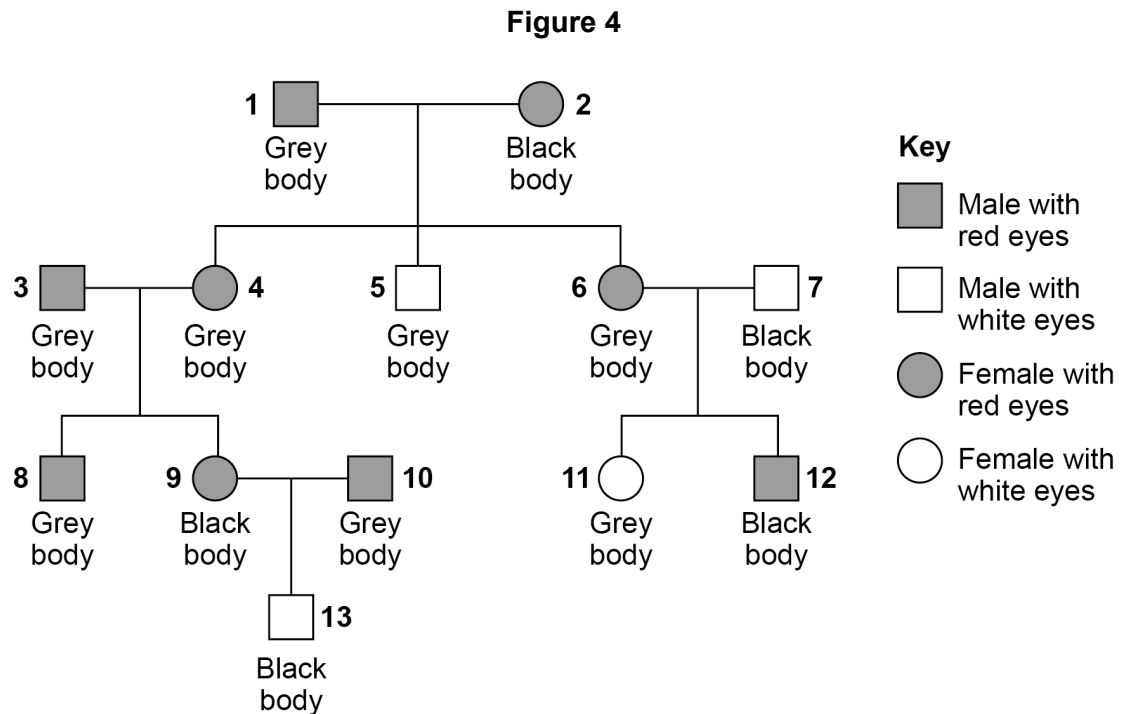 Figure 4
1
2
Grey
body
Black
body
3
4
5
6
7
Grey
body
Grey
body
Grey
body
Grey
body
Black
body
8
9
10
11
12
Grey
body
Black
body
Grey
body
Grey
body
Black
body
13
Black
body
Key
Male with
red eyes
Male with
white eyes
Female with
red eyes
Female with
white eyes